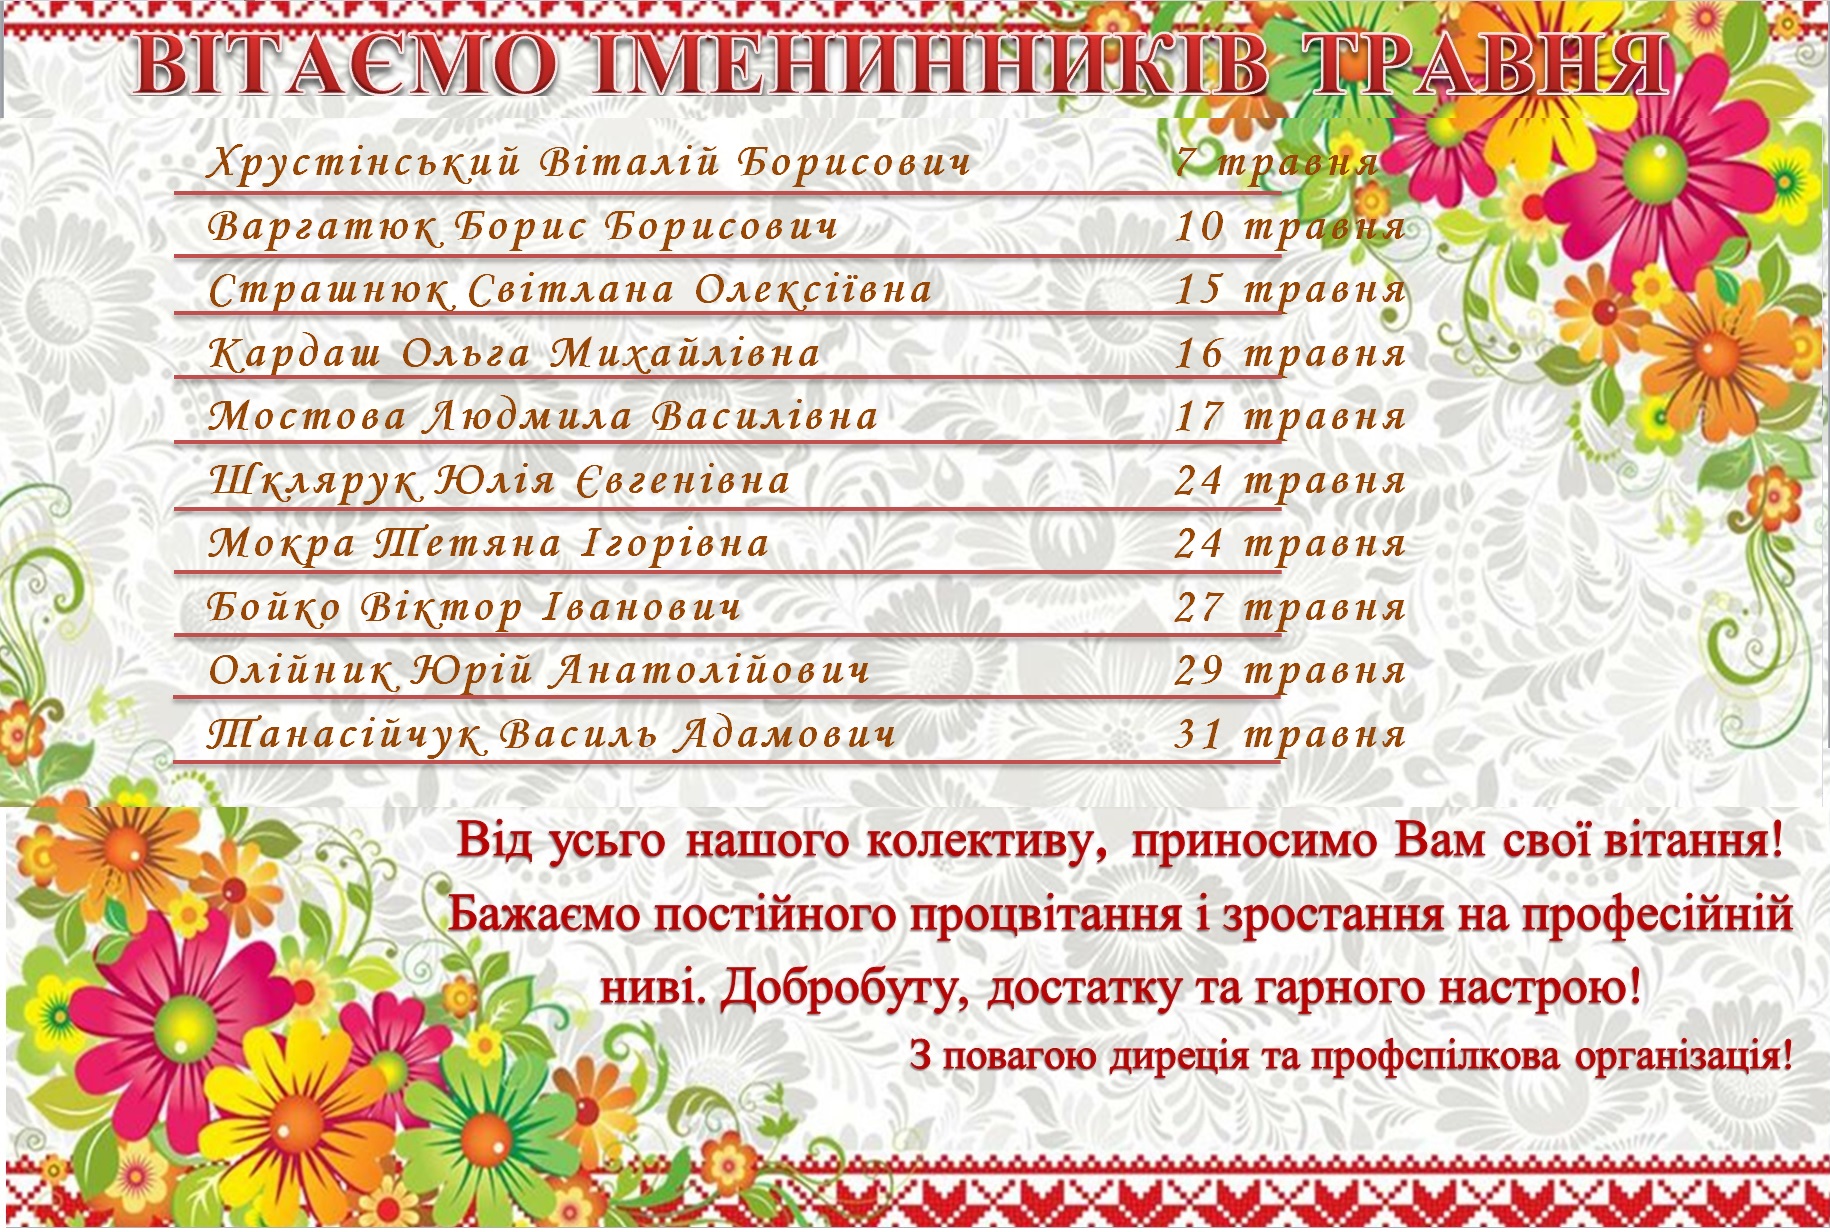 ВІТАЄМО ІМЕНИННИКІВ ТРАВНЯ
Хрустінський Віталій Борисович 7 травня
Варгатюк Борис Борисович 10 травня
Страшнюк Світлана Олексіївна 15 травня
Кардаш Ольга Михайлівна 16 травня
Мостова Людмила Василівна 17 травня
Шклярук Юлія Євгенівна 24 травня
Мокра Тетяна Ігорівна 24 травня
Бойко Віктор Іванович 27 травня
Олійник Юрій Анатолійович 29 травня
Танасійчук Василь Адамович 31 травня
Від усьго нашого колективу, приносимо Вам свої вітання!
Бажаємо постійного процвітання і зростання на професійній
ниві. Добробуту, достатку та гарного настрою!
З повагою диреція та профспілкова організація!